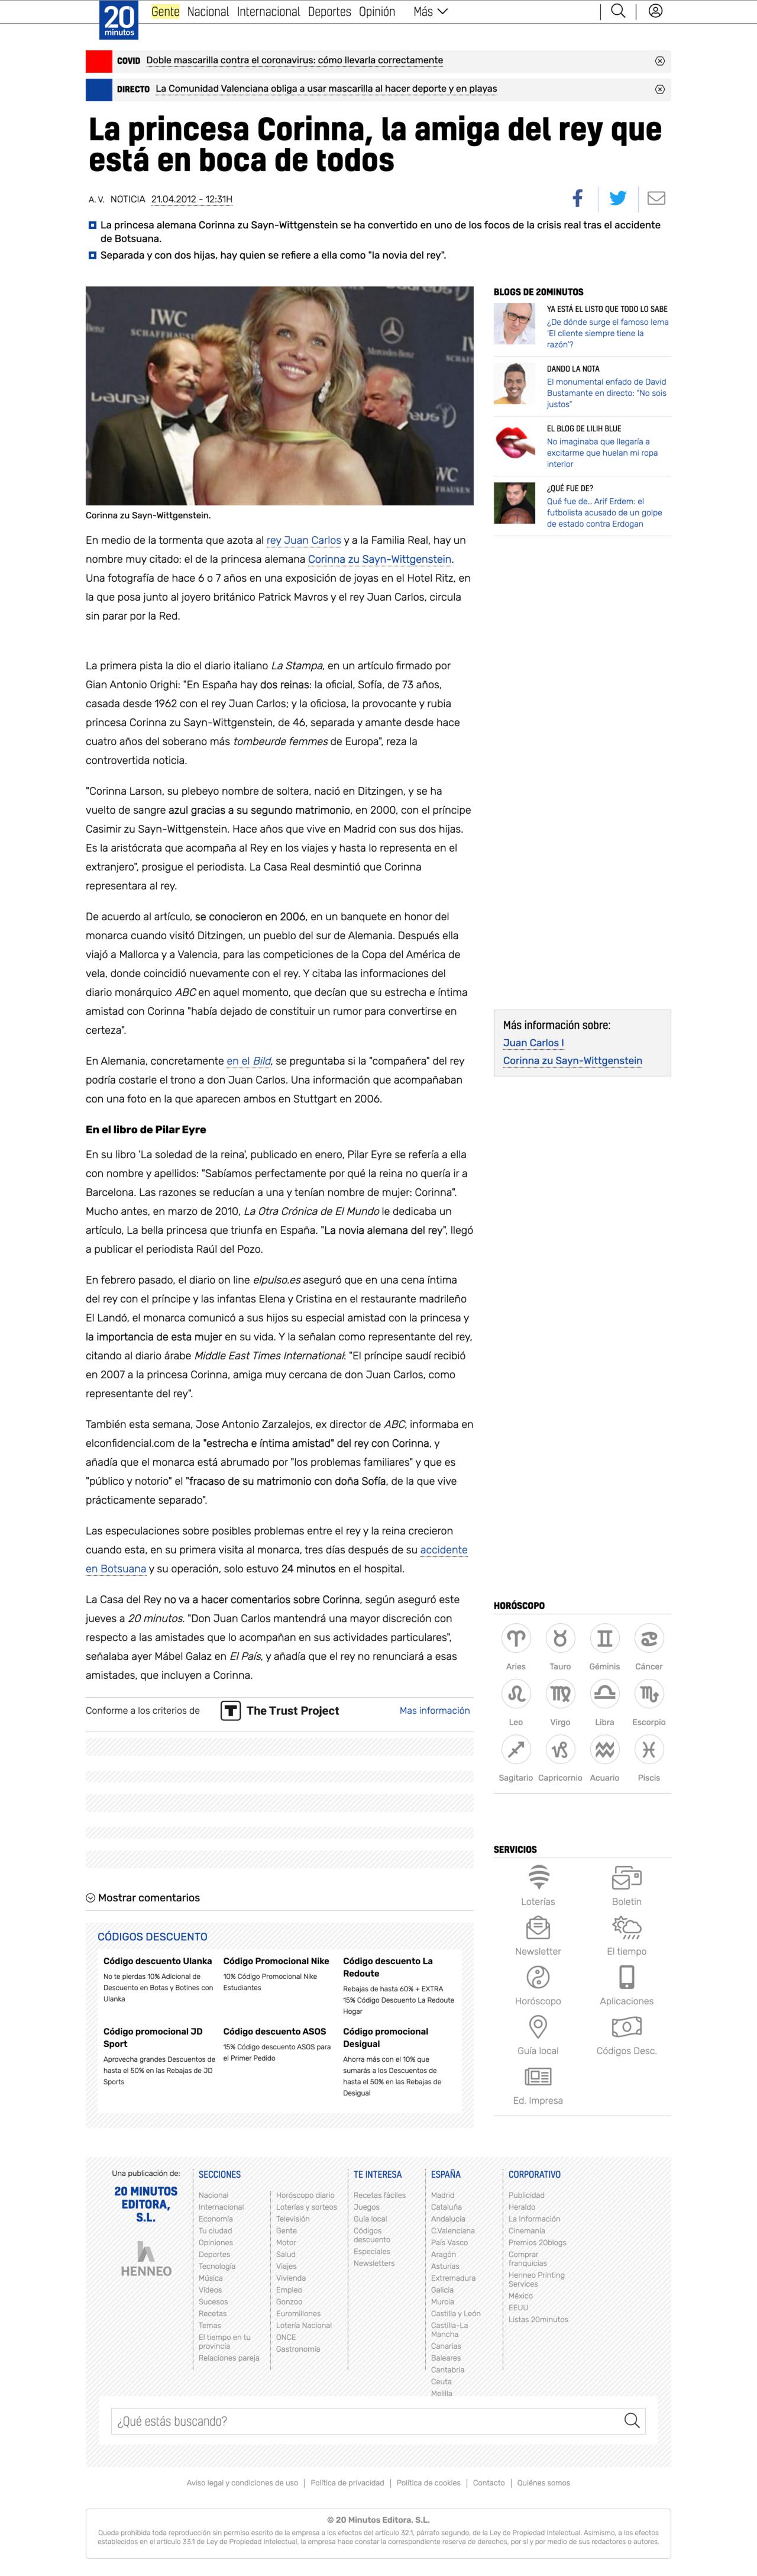 20
minutos
Gente Nacional Internacional Deportes Opinión Más
COVID Doble mascarilla contra el coronavirus: cómo llevarla correctamente
DIRECTO La Comunidad Valenciana obliga a usar mascarilla al hacer deporte y en playas
La princesa Corinna, la amiga del rey que
está en boca de todos
A. V. NOTICIA 21.04.2012 - 12:31H
La princesa alemana Corinna zu Sayn-Wittgenstein se ha convertido en uno de los focos de la crisis real tras el accidente
de Botsuana.
Separada y con dos hijas, hay quien se refiere a ella como "la novia del rey".
IWC
SCHAFFHAUSEN
Mercedes-Benz
Corinna zu Sayn-Wittgenstein.
En medio de la tormenta que azota al rey Juan Carlos y a la Familia Real, hay un
nombre muy citado: el de la princesa alemana Corinna zu Sayn-Wittgenstein.
Una fotografía de hace 6 o 7 años en una exposición de joyas en el Hotel Ritz, en
la que posa junto al joyero británico Patrick Mavros y el rey Juan Carlos, circula
sin parar por la Red.
La primera pista la dio el diario italiano La Stampa, en un artículo firmado por
Gian Antonio Orighi: "En España hay dos reinas: la oficial, Sofía, de 73 años,
casada desde 1962 con el rey Juan Carlos; y la oficiosa, la provocante y rubia
princesa Corinna zu Sayn-Wittgenstein, de 46, separada y amante desde hace
cuatro años del soberano más tombeurde femmes de Europa", reza la
controvertida noticia.
"Corinna Larson, su plebeyo nombre de soltera, nació en Ditzingen, y se ha
vuelto de sangre azul gracias a su segundo matrimonio, en 2000, con el príncipe
Casimir zu Sayn-Wittgenstein. Hace años que vive en Madrid con sus dos hijas.
Es la aristócrata que acompaña al Rey en los viajes y hasta lo representa en el
extranjero", prosigue el periodista. La Casa Real desmintió que Corinna
representara al rey.
De acuerdo al artículo, se conocieron en 2006, en un banquete en honor del
monarca cuando visitó Ditzingen, un pueblo del sur de Alemania. Después ella
viajó a Mallorca y a Valencia, para las competiciones de la Copa del América de
vela, donde coincidió nuevamente con el rey. Y citaba las informaciones del
diario monárquico ABC en aquel momento, que decían que su estrecha e íntima
amistad con Corinna "había dejado de constituir un rumor para convertirse en
certeza".
En Alemania, concretamente en el Bild, se preguntaba si la "compañera" del rey
podría costarle el trono a don Juan Carlos. Una información que acompañaban
con una foto en la que aparecen ambos en Stuttgart en 2006.
En el libro de Pilar Eyre
En su libro 'La soledad de la reina', publicado en enero, Pilar Eyre se refería a ella
con nombre y apellidos: "Sabíamos perfectamente por qué la reina no quería ir a
Barcelona. Las razones se reducían a una y tenían nombre de mujer: Corinna".
Mucho antes, en marzo de 2010, La Otra Crónica de El Mundo le dedicaba un
artículo, La bella princesa que triunfa en España. "La novia alemana del rey", llegó
a publicar el periodista Raúl del Pozo.
En febrero pasado, el diario on line elpulso.es aseguró que en una cena íntima
del rey con el príncipe y las infantas Elena y Cristina en el restaurante madrileño
El Landó, el monarca comunicó a sus hijos su especial amistad con la princesa y
la importancia de esta mujer en su vida. Y la señalan como representante del rey,
citando al diario árabe Middle East Times International: "El príncipe saudí recibió
en 2007 a la princesa Corinna, amiga muy cercana de don Juan Carlos, como
representante del rey".
También esta semana, Jose Antonio Zarzalejos, ex director de ABC, informaba en
elconfidencial.com de la "estrecha e íntima amistad" del rey con Corinna, y
añadía que el monarca está abrumado por "los problemas familiares" y que es
"público y notorio" el "fracaso de su matrimonio con doña Sofía, de la que vive
prácticamente separado".
Las especulaciones sobre posibles problemas entre el rey y la reina crecieron
cuando esta, en su primera visita al monarca, tres días después de su accidente
en Botsuana y su operación, solo estuvo 24 minutos en el hospital.
La Casa del Rey no va a hacer comentarios sobre Corinna, según aseguró este
jueves a 20 minutos. "Don Juan Carlos mantendrá una mayor discreción con
respecto a las amistades que lo acompañan en sus actividades particulares",
señalaba ayer Mábel Galaz en El País, y añadía que el rey no renunciará a esas
amistades, que incluyen a Corinna.
Conforme a los criterios de The Trust Project Mas información
Mostrar comentarios
CÓDIGOS DESCUENTO
Código descuento Ulanka
No te pierdas 10% Adicional de
Descuento en Botas y Botines con
Ulanka
Código Promocional Nike
10% Código Promocional Nike
Estudiantes
Código descuento La
Redoute
Rebajas de hasta 60% + EXTRA
15% Código Descuento La Redoute
Hogar
Código promocional JD
Sport
Aprovecha grandes Descuentos de
hasta el 50% en las Rebajas de JD
Sports
Código descuento ASOS
15% Código descuento ASOS para
el Primer Pedido
Código promocional
Desigual
Ahorra más con el 10% que
sumarás a los Descuentos de
hasta el 50% en las Rebajas de
Desigual
BLOGS DE 20MINUTOS
YA ESTÁ EL LISTO QUE TODO LO SABE
¿De dónde surge el famoso lema
'El cliente siempre tiene la
razón'?
DANDO LA NOTA
El monumental enfado de David
Bustamante en directo: "No sois
justos"
EL BLOG DE LILIH BLUE
No imaginaba que llegaría a
excitarme que huelan mi ropa
interior
¿QUÉ FUE DE?
Qué fue de... Arif Erdem: el
futbolista acusado de un golpe
de estado contra Erdogan
Más información sobre:
Juan Carlos I
Corinna zu Sayn-Wittgenstein
HORÓSCOPO
Aries Tauro Géminis Cáncer
Leo Virgo Libra Escorpio
Sagitario Capricornio Acuario Piscis
SERVICIOS
Loterías Boletin
Newsletter El tiempo
Horóscopo Aplicaciones
Guía local Códigos Desc.
Ed. Impresa
Una publicación de:
20 MINUTOS
EDITORA,
S.L.
HENNEO
SECCIONES
Nacional
Internacional
Economía
Tu ciudad
Opiniones
Deportes
Tecnología
Música
Vídeos
Sucesos
Recetas
Temas
El tiempo en tu
provincia
Relaciones pareja
Horóscopo diario
Loterías y sorteos
Televisión
Gente
Motor
Salud
Viajes
Vivienda
Empleo
Gonzoo
Euromillones
Lotería Nacional
ONCE
Gastronomía
TE INTERESA
Recetas fáciles
Juegos
Guía local
Códigos
descuento
Especiales
Newsletters
ESPAÑA
Madrid
Cataluña
Andalucía
C.Valenciana
País Vasco
Aragón
Asturias
Extremadura
Galicia
Murcia
Castilla y León
Castilla-La
Mancha
Canarias
Baleares
Cantabria
Ceuta
Melilla
CORPORATIVO
Publicidad
Heraldo
La Información
Cinemanía
Premios 20blogs
Comprar
franquicias
Henneo Printing
Services
México
EEUU
Listas 20minutos
¿Qué estás buscando?
Aviso legal y condiciones de uso | Política de privacidad | Política de cookies | Contacto | Quiénes somos
© 20 Minutos Editora, S.L.
Queda prohibida toda reproducción sin permiso escrito de la empresa a los efectos del artículo 32.1, párrafo segundo, de la Ley de Propiedad Intelectual. Asimismo, a los efectos
establecidos en el artículo 33.1 de Ley de Propiedad Intelectual, la empresa hace constar la correspondiente reserva de derechos, por sí y por medio de sus redactores o autores.